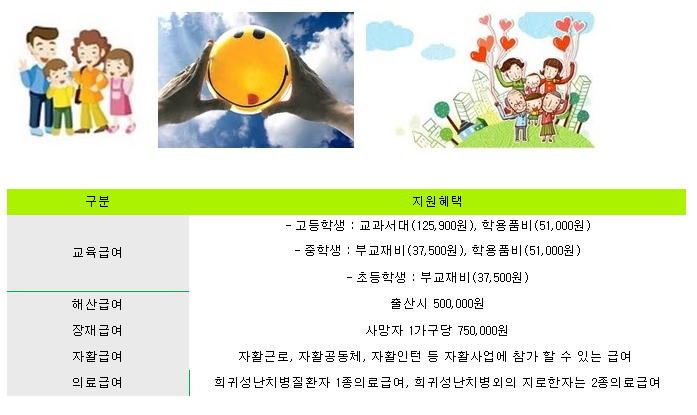 구분 지원혜택
교육급여
- 고등학생 : 교과서대(125,900원), 학용품비(51,000원)
- 중학생 : 부교재비(37,500원), 학용품비(51,000원)
- 초등학생 : 부교재비(37,500원)
해산급여 출산시 500,000원
장재급여 사망자 1가구당 750,000원
자활급여 자활근로, 자활공동체, 자활인턴 등 자활사업에 참가 할 수 있는 급여
의료급여 희귀성난치병질환자 1종의료급여, 희귀성난치병외의 지로한자는 2종의료급여